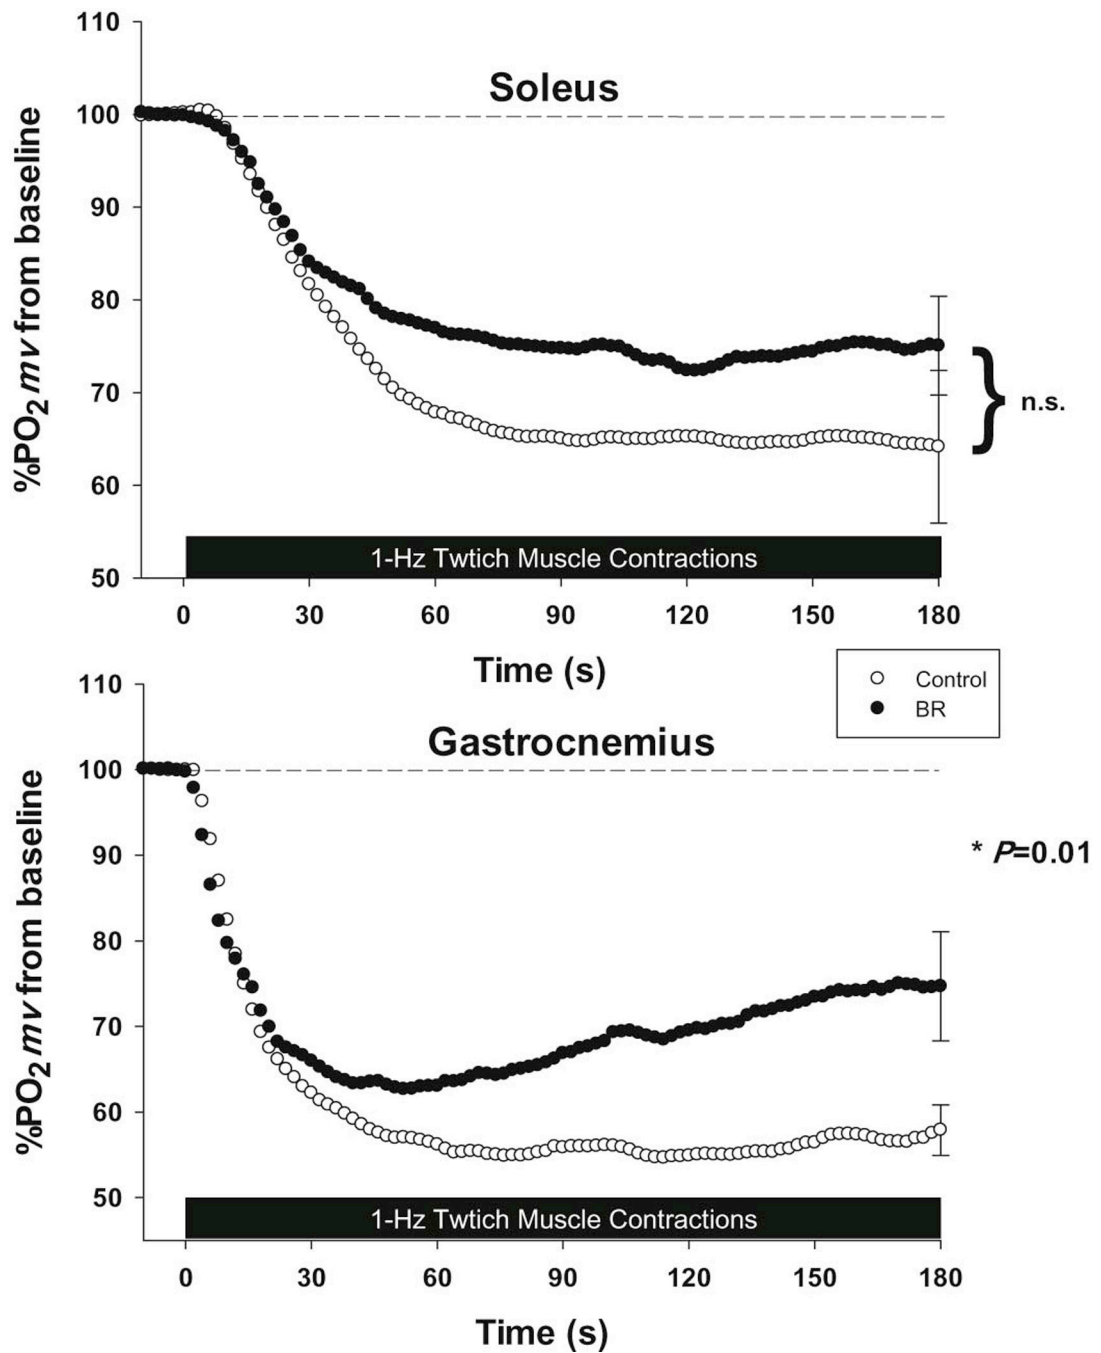 Soleus
%PO2 mv from baseline
110
100
90
80
70
60
50
n.s.
1-Hz Twtich Muscle Contractions
0 30 60 90 120 150 180
Time (s)
Control
BR
Gastrocnemius
%PO2 mv from baseline
110
100
90
80
70
60
50
* P=0.01
1-Hz Twtich Muscle Contractions
0 30 60 90 120 150 180
Time (s)